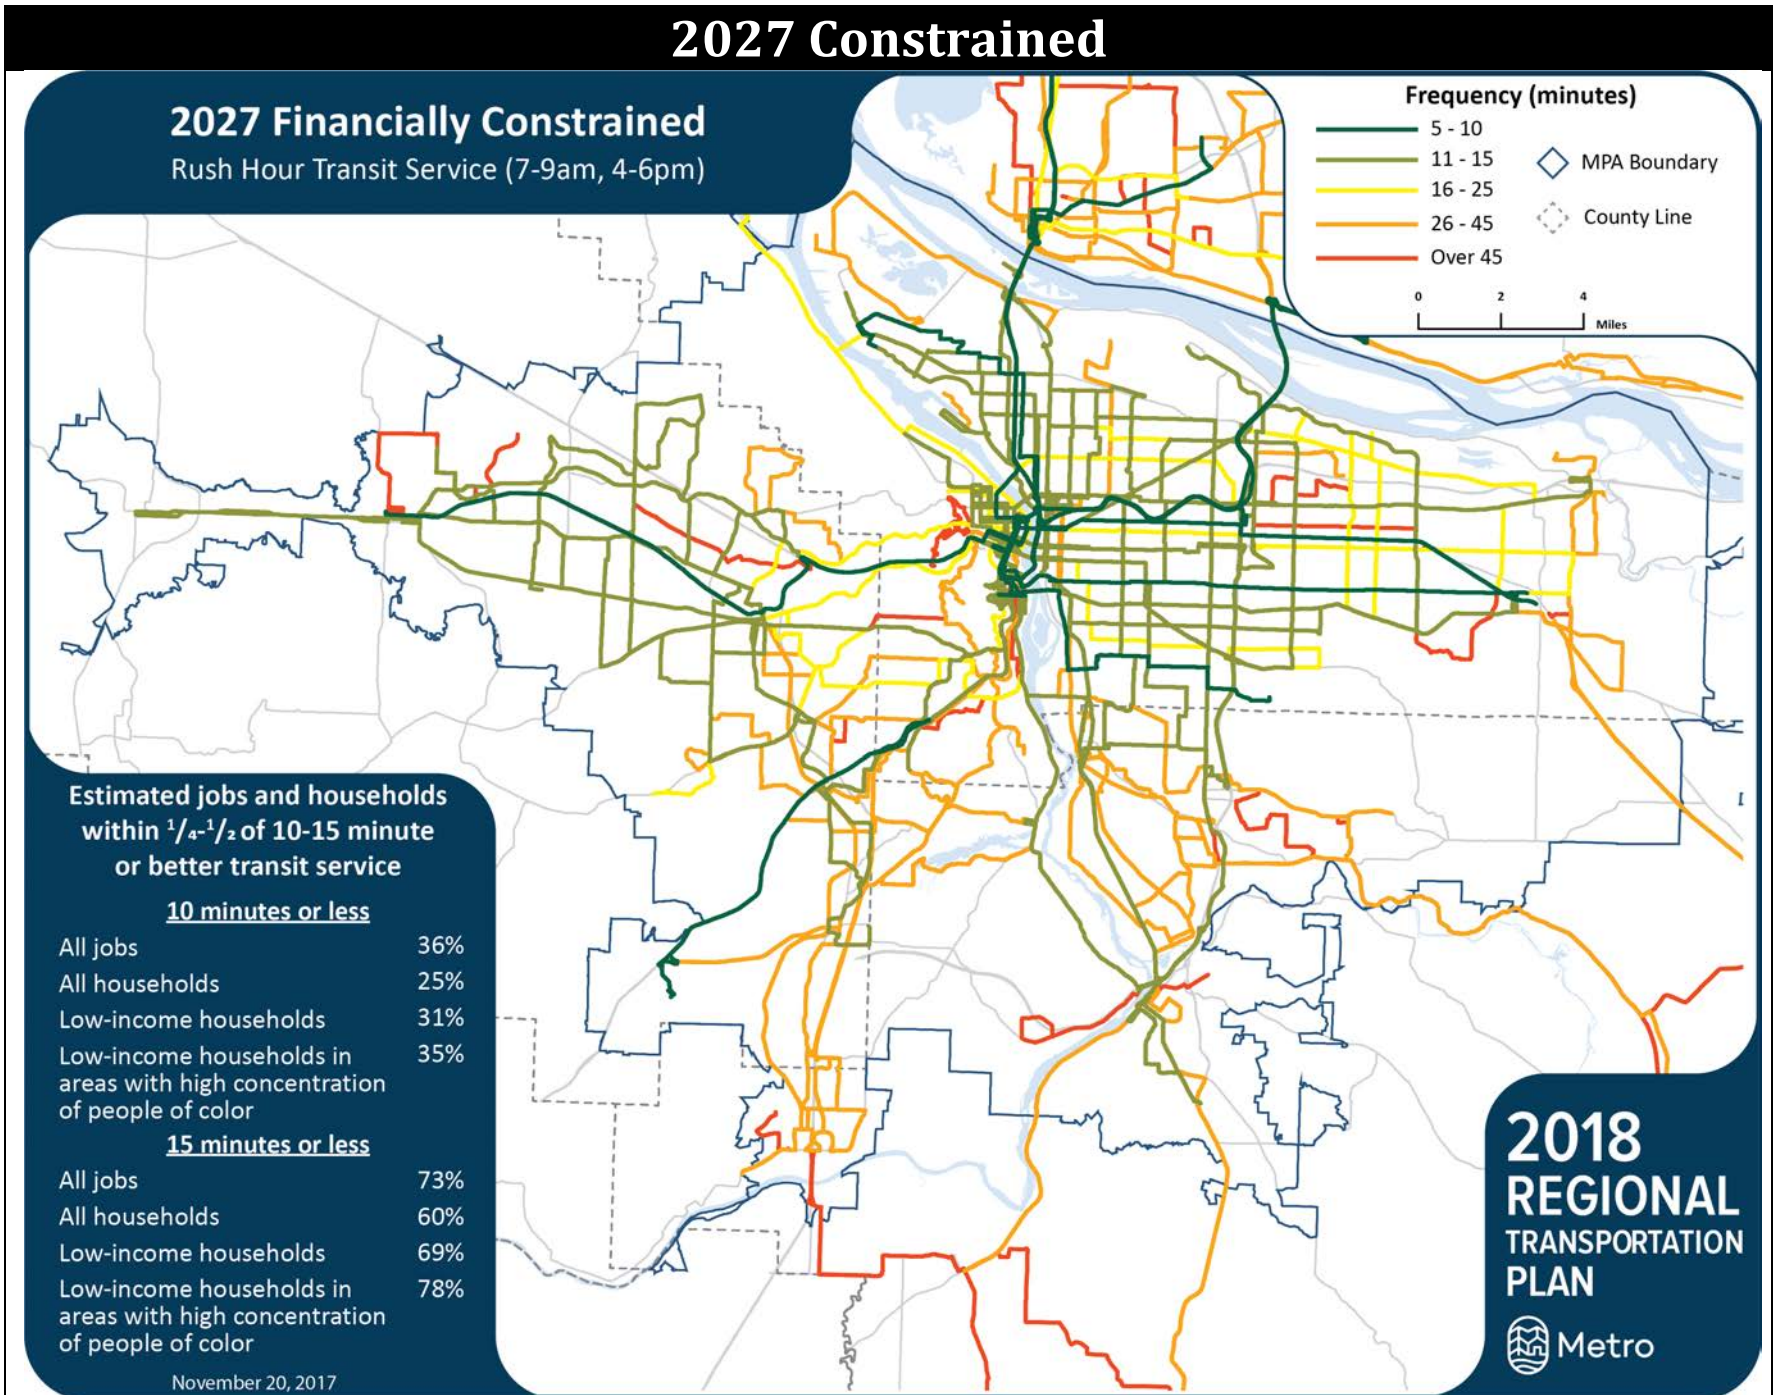 2027 Constrained
2027 Financially Constrained
Rush Hour Transit Service (7-9am, 4-6pm)
Frequency (minutes)
5 - 10
11 - 15
16 - 25
26 - 45
Over 45
MPA Boundary
County Line
0 2 4
Miles
Estimated jobs and households
within 1/4-1/2 of 10-15 minute
or better transit service
10 minutes or less
All jobs 36%
All households 25%
Low-income households 31%
Low-income households in 35%
areas with high concentration
of people of color
15 minutes or less
All jobs 73%
All households 60%
Low-income households 69%
Low-income households in 78%
areas with high concentration
of people of color
November 20, 2017
2018
REGIONAL
TRANSPORTATION
PLAN
Metro